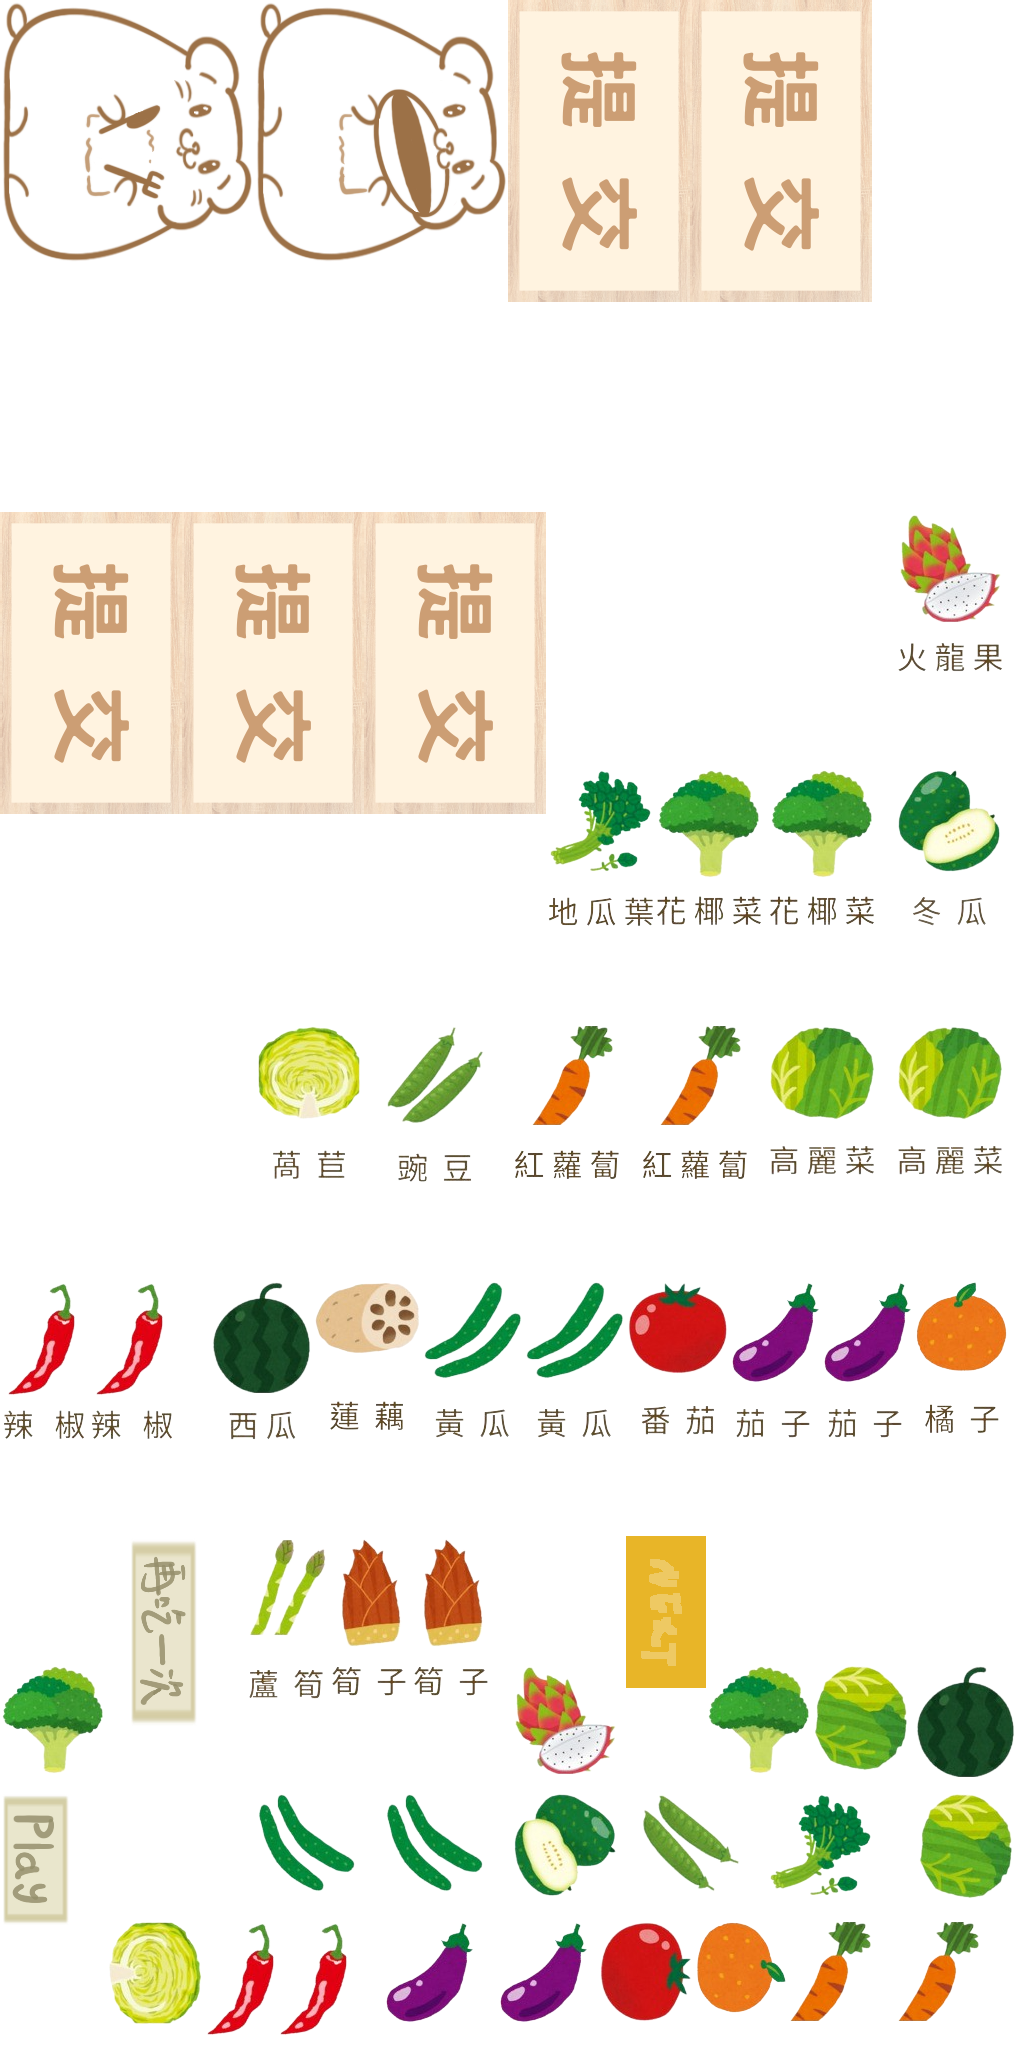 提交
提交
提交
提交
提交
火龍果
地瓜葉
花椰菜
花椰菜
冬瓜
萵苣
豌豆
紅蘿蔔
紅蘿蔔
高麗菜
高麗菜
辣椒
辣椒
西瓜
蓮藕
黃瓜
黃瓜
番茄
茄子
茄子
橘子
再吃一次
蘆筍
筍子
筍子
NEXT
Play